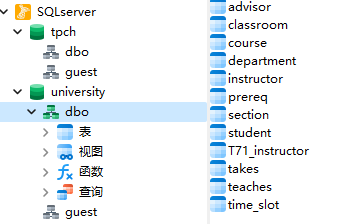 SQLserver
tpch
dbo
guest
university
dbo
表
视图
函数
查询
guest
advisor
classroom
course
department
instructor
prereq
section
student
T71_instructor
takes
teaches
time_slot